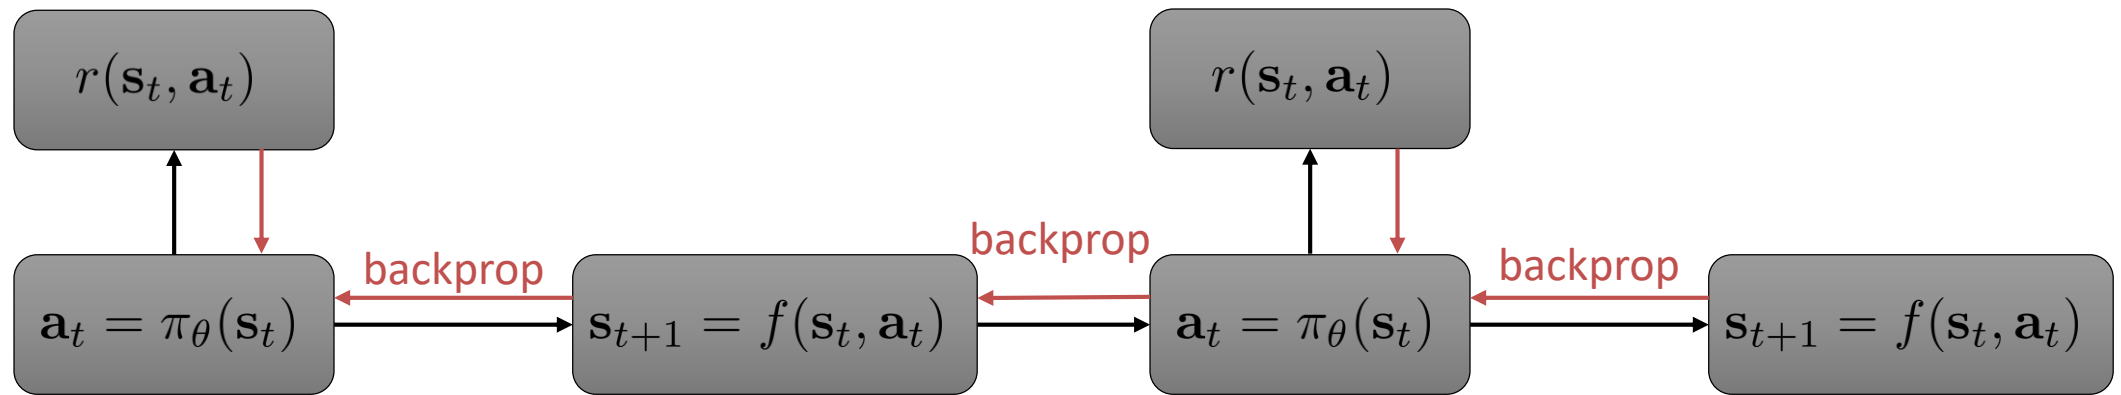 r(s_t, a_t)
r(s_t, a_t)
backprop
backprop
backprop
a_t = π_θ(s_t)
s_{t+1} = f(s_t, a_t)
a_t = π_θ(s_t)
s_{t+1} = f(s_t, a_t)